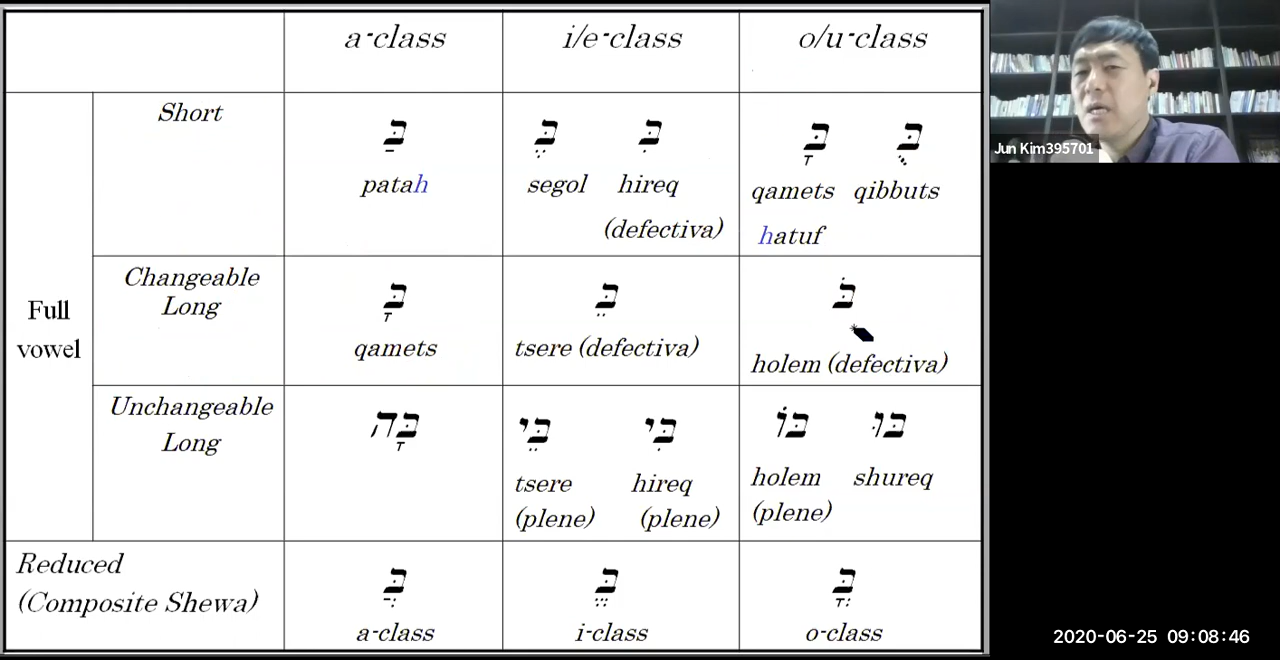 a-class i/e-class o/u-class
Short
בַּ בֶּ בִּ בָּ בֻּ
patah segol hireq qamets qibbuts
(defectiva) hatuf
Changeable
Long
בָּ בֵּ בֹּ
qamets tsere (defectiva) holem (defectiva)
Full
vowel
Unchangeable
Long
בָּה בֵּי בִּי בּוֹ בּוּ
tsere hireq holem shureq
(plene) (plene) (plene)
Reduced
(Composite Shewa)
בֲּ בֱּ בֳּ
a-class i-class o-class
Jun Kim395701
2020-06-25 09:08:46